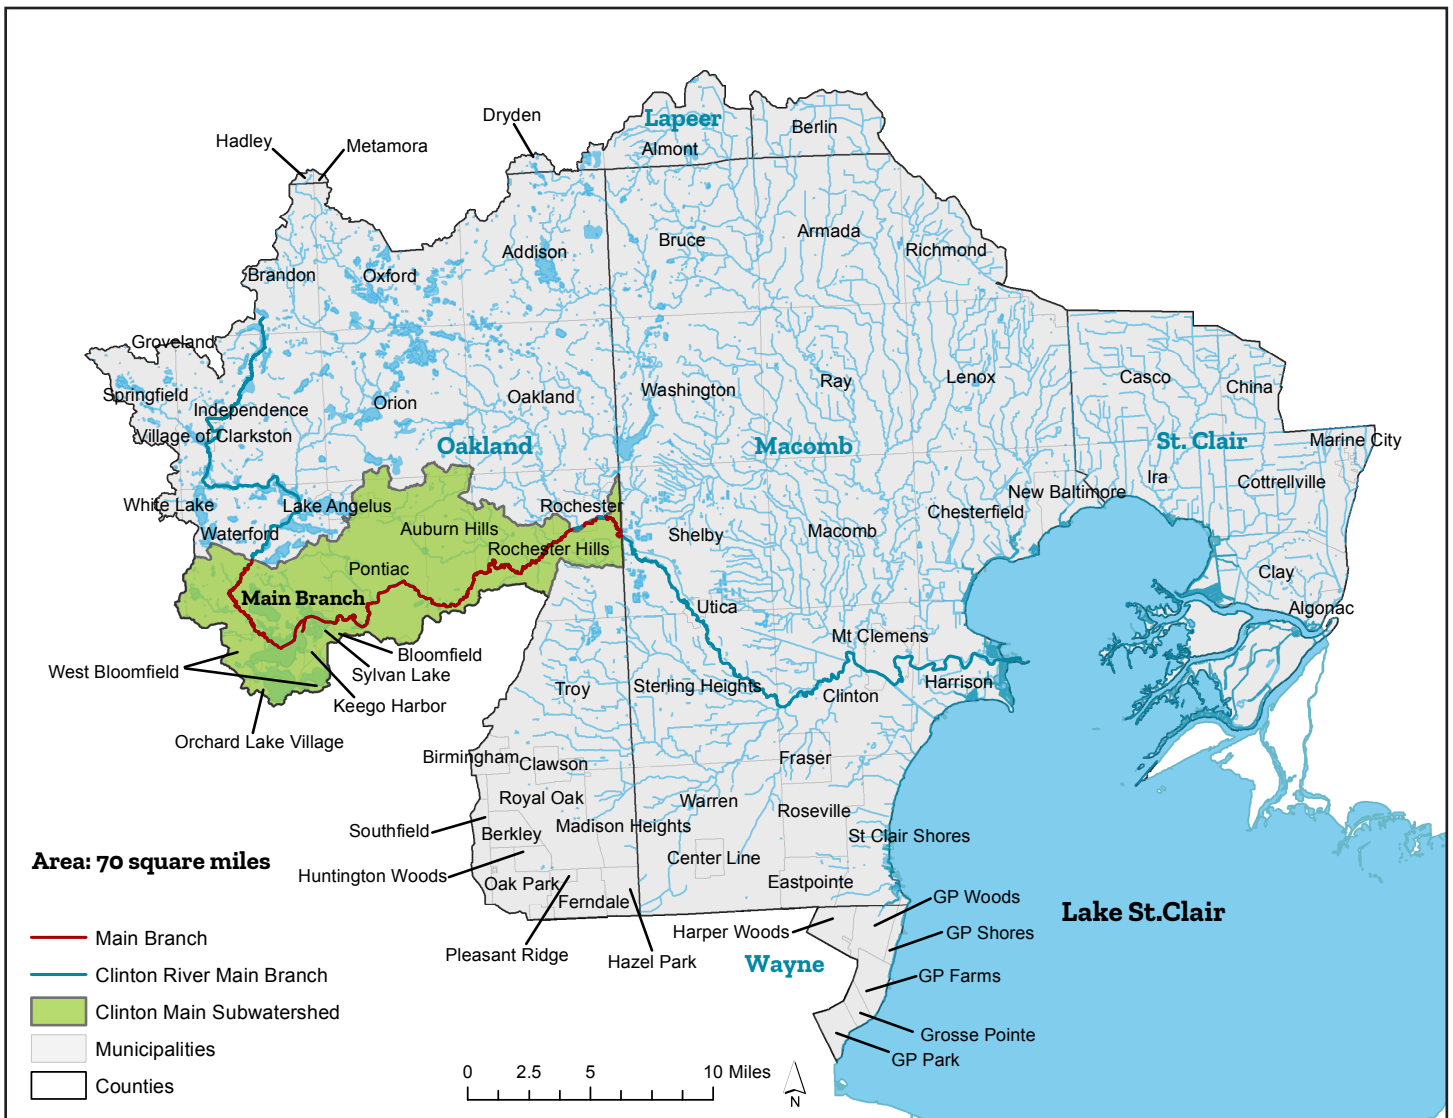 Dryden
Lapeer
Berlin
Hadley
Metamora
Almont
Armada
Bruce
Richmond
Addison
Brandon
Oxford
Groveland
Springfield
Washington
Ray
Lenox
Casco
China
Oakland
Orion
Independence
Village of Clarkston
Oakland
Macomb
St. Clair
Marine City
Ira
Cottrellville
New Baltimore
White Lake
Lake Angelus
Rochester
Chesterfield
Auburn Hills
Waterford
Shelby
Macomb
Rochester Hills
Pontiac
Clay
Main Branch
Utica
Algonac
Mt Clemens
Bloomfield
West Bloomfield
Sylvan Lake
Keego Harbor
Troy
Sterling Heights
Clinton
Harrison
Orchard Lake Village
Birmingham
Clawson
Fraser
Royal Oak
Warren
Roseville
Southfield
Berkley
Madison Heights
St Clair Shores
Area: 70 square miles
Center Line
Huntington Woods
Oak Park
Eastpointe
Ferndale
GP Woods
Lake St.Clair
Main Branch
Harper Woods
GP Shores
Pleasant Ridge
Hazel Park
Wayne
Clinton River Main Branch
GP Farms
Clinton Main Subwatershed
Grosse Pointe
Municipalities
GP Park
Counties
0 2.5 5 10 Miles
N